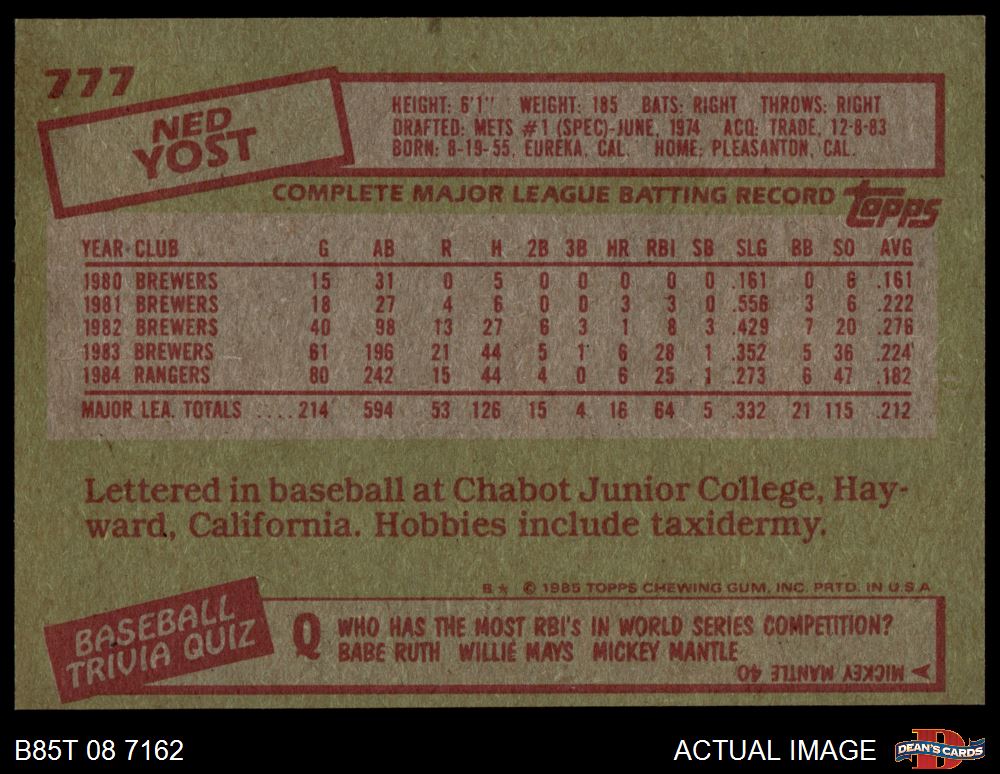 777
NED
YOST
HEIGHT: 6'1" WEIGHT: 185 BATS: RIGHT THROWS: RIGHT
DRAFTED: METS #1 (SPEC)-JUNE, 1974 ACQ: TRADE, 12-8-83
BORN: 8-19-55, EUREKA, CAL. HOME: PLEASANTON, CAL.
COMPLETE MAJOR LEAGUE BATTING RECORD
topps
YEAR CLUB G AB R H 2B 3B HR RBI SB SLG BB SO AVG
1980 BREWERS 15 31 0 5 0 0 0 0 0 .161 0 6 .161
1981 BREWERS 18 27 4 6 0 0 3 3 0 .556 3 6 .222
1982 BREWERS 40 98 13 27 6 3 1 8 3 .429 7 20 .276
1983 BREWERS 61 196 21 44 5 1 6 28 1 .352 5 36 .224
1984 RANGERS 80 242 15 44 4 0 6 25 1 .273 6 47 .182
MAJOR LEA. TOTALS .... 214 594 53 126 15 4 16 64 5 .332 21 115 .212
Lettered in baseball at Chabot Junior College, Hay-
ward, California. Hobbies include taxidermy.
B* © 1985 TOPPS CHEWING GUM, INC. PRTD. IN U.S.A.
BASEBALL
TRIVIA QUIZ
Q WHO HAS THE MOST RBI'S IN WORLD SERIES COMPETITION?
BABE RUTH WILLIE MAYS MICKEY MANTLE
MICKEY MANTLE 40
B85T 08 7162
ACTUAL IMAGE
D
DEAN'S CARDS